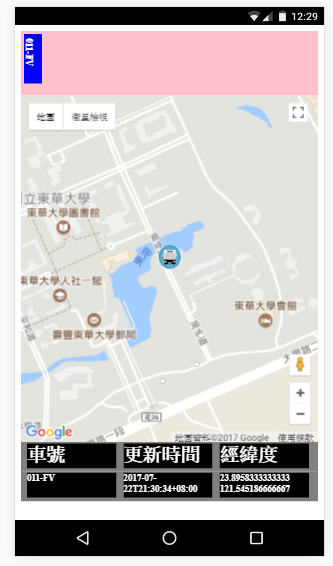 12:29
011-FV
地圖
衛星檢視
國立東華大學
東華大學圖書館
東華大學人社一館
東湖
壽豐東華大學郵局
東華大學會館
Google
地圖資料©2017 Google
使用條款
車號
更新時間
經緯度
011-FV
2017-07-
22T21:30:34+08:00
23.8958333333333
121.545186666667